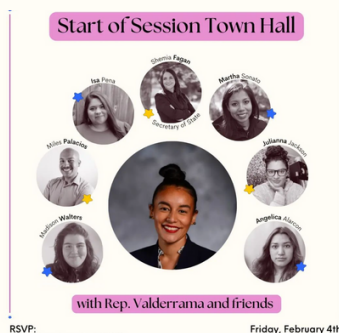 Start of Session Town Hall
Shemia Fagan
Secretary of State
Isa Pena
Martha Sonato
Miles Palacios
Julianna Jackson
Madison Walters
Angelica Alarcon
with Rep. Valderrama and friends
RSVP:
Friday, February 4th